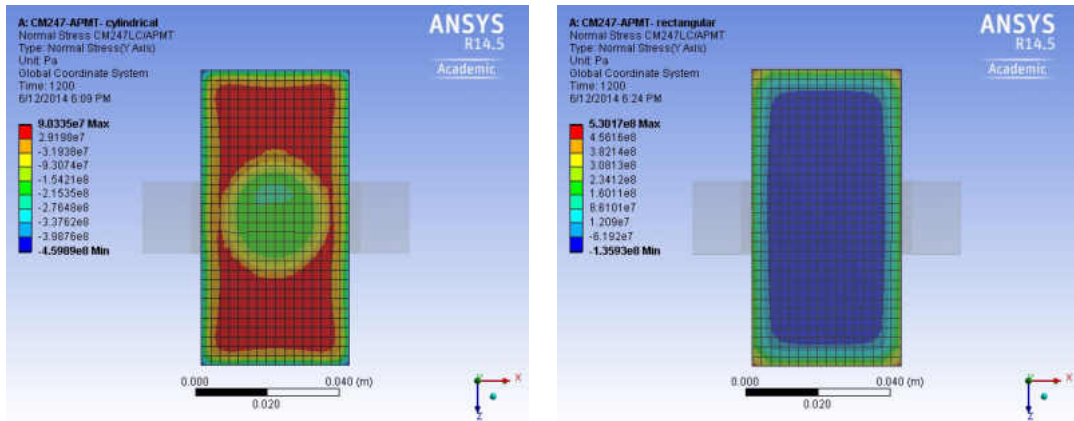 A: CM247-APMT- cylindrical
Normal Stress CM247LC/APMT
Type: Normal Stress(Y Axis)
Unit: Pa
Global Coordinate System
Time: 1200
6/12/2014 6:09 PM
9.8335e7 Max
2.9198e7
-3.1938e7
-9.3074e7
-1.5421e8
-2.1535e8
-2.7648e8
-3.3762e8
-3.9876e8
-4.5989e8 Min
ANSYS
R14.5
Academic
0.000
0.040 (m)
0.020
X
Z
A: CM247-APMT- rectangular
Normal Stress CM247LC/APMT
Type: Normal Stress(Y Axis)
Unit: Pa
Global Coordinate System
Time: 1200
6/12/2014 6:24 PM
5.3017e8 Max
4.5616e8
3.8214e8
3.0813e8
2.3412e8
1.6011e8
8.6101e7
1.209e7
-6.192e7
-1.3593e8 Min
ANSYS
R14.5
Academic
0.000
0.040 (m)
0.020
X
Z